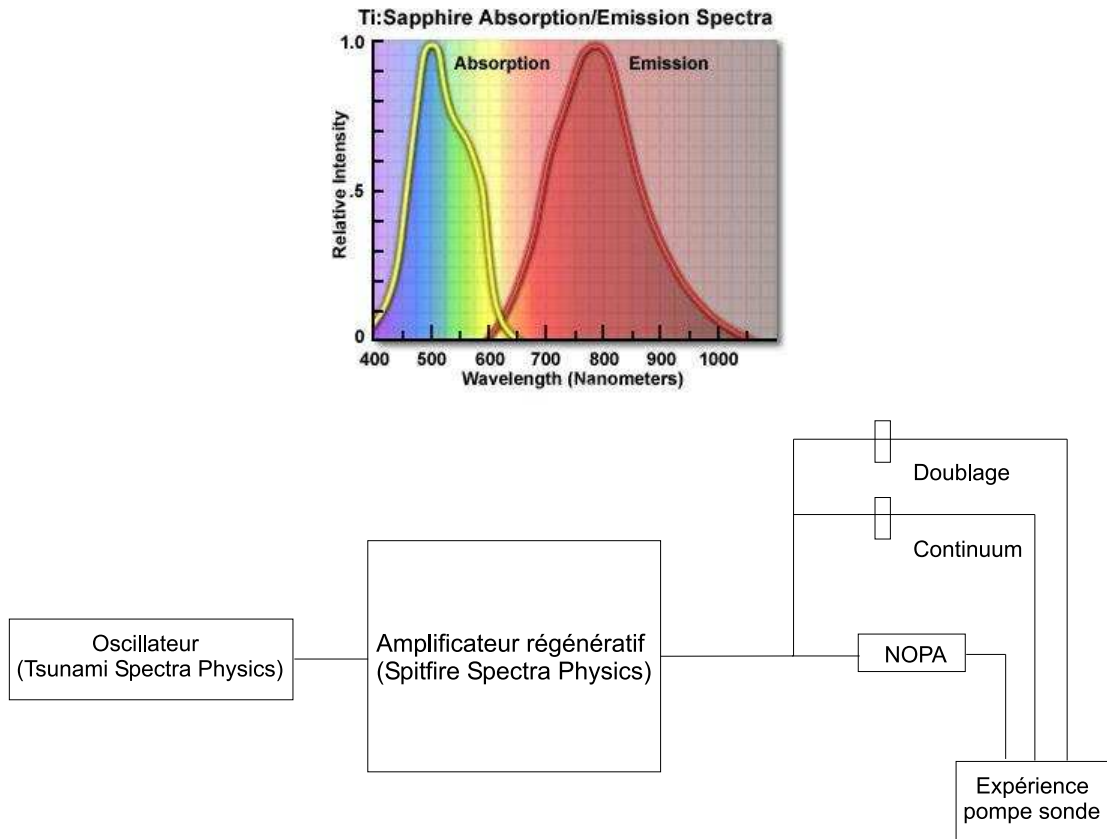 Ti:Sapphire Absorption/Emission Spectra
1.0
Absorption
Emission
Relative Intensity
.5
0
400 500 600 700 800 900 1000
Wavelength (Nanometers)
Doublage
Continuum
Oscillateur
(Tsunami Spectra Physics)
Amplificateur régénératif
(Spitfire Spectra Physics)
NOPA
Expérience
pompe sonde